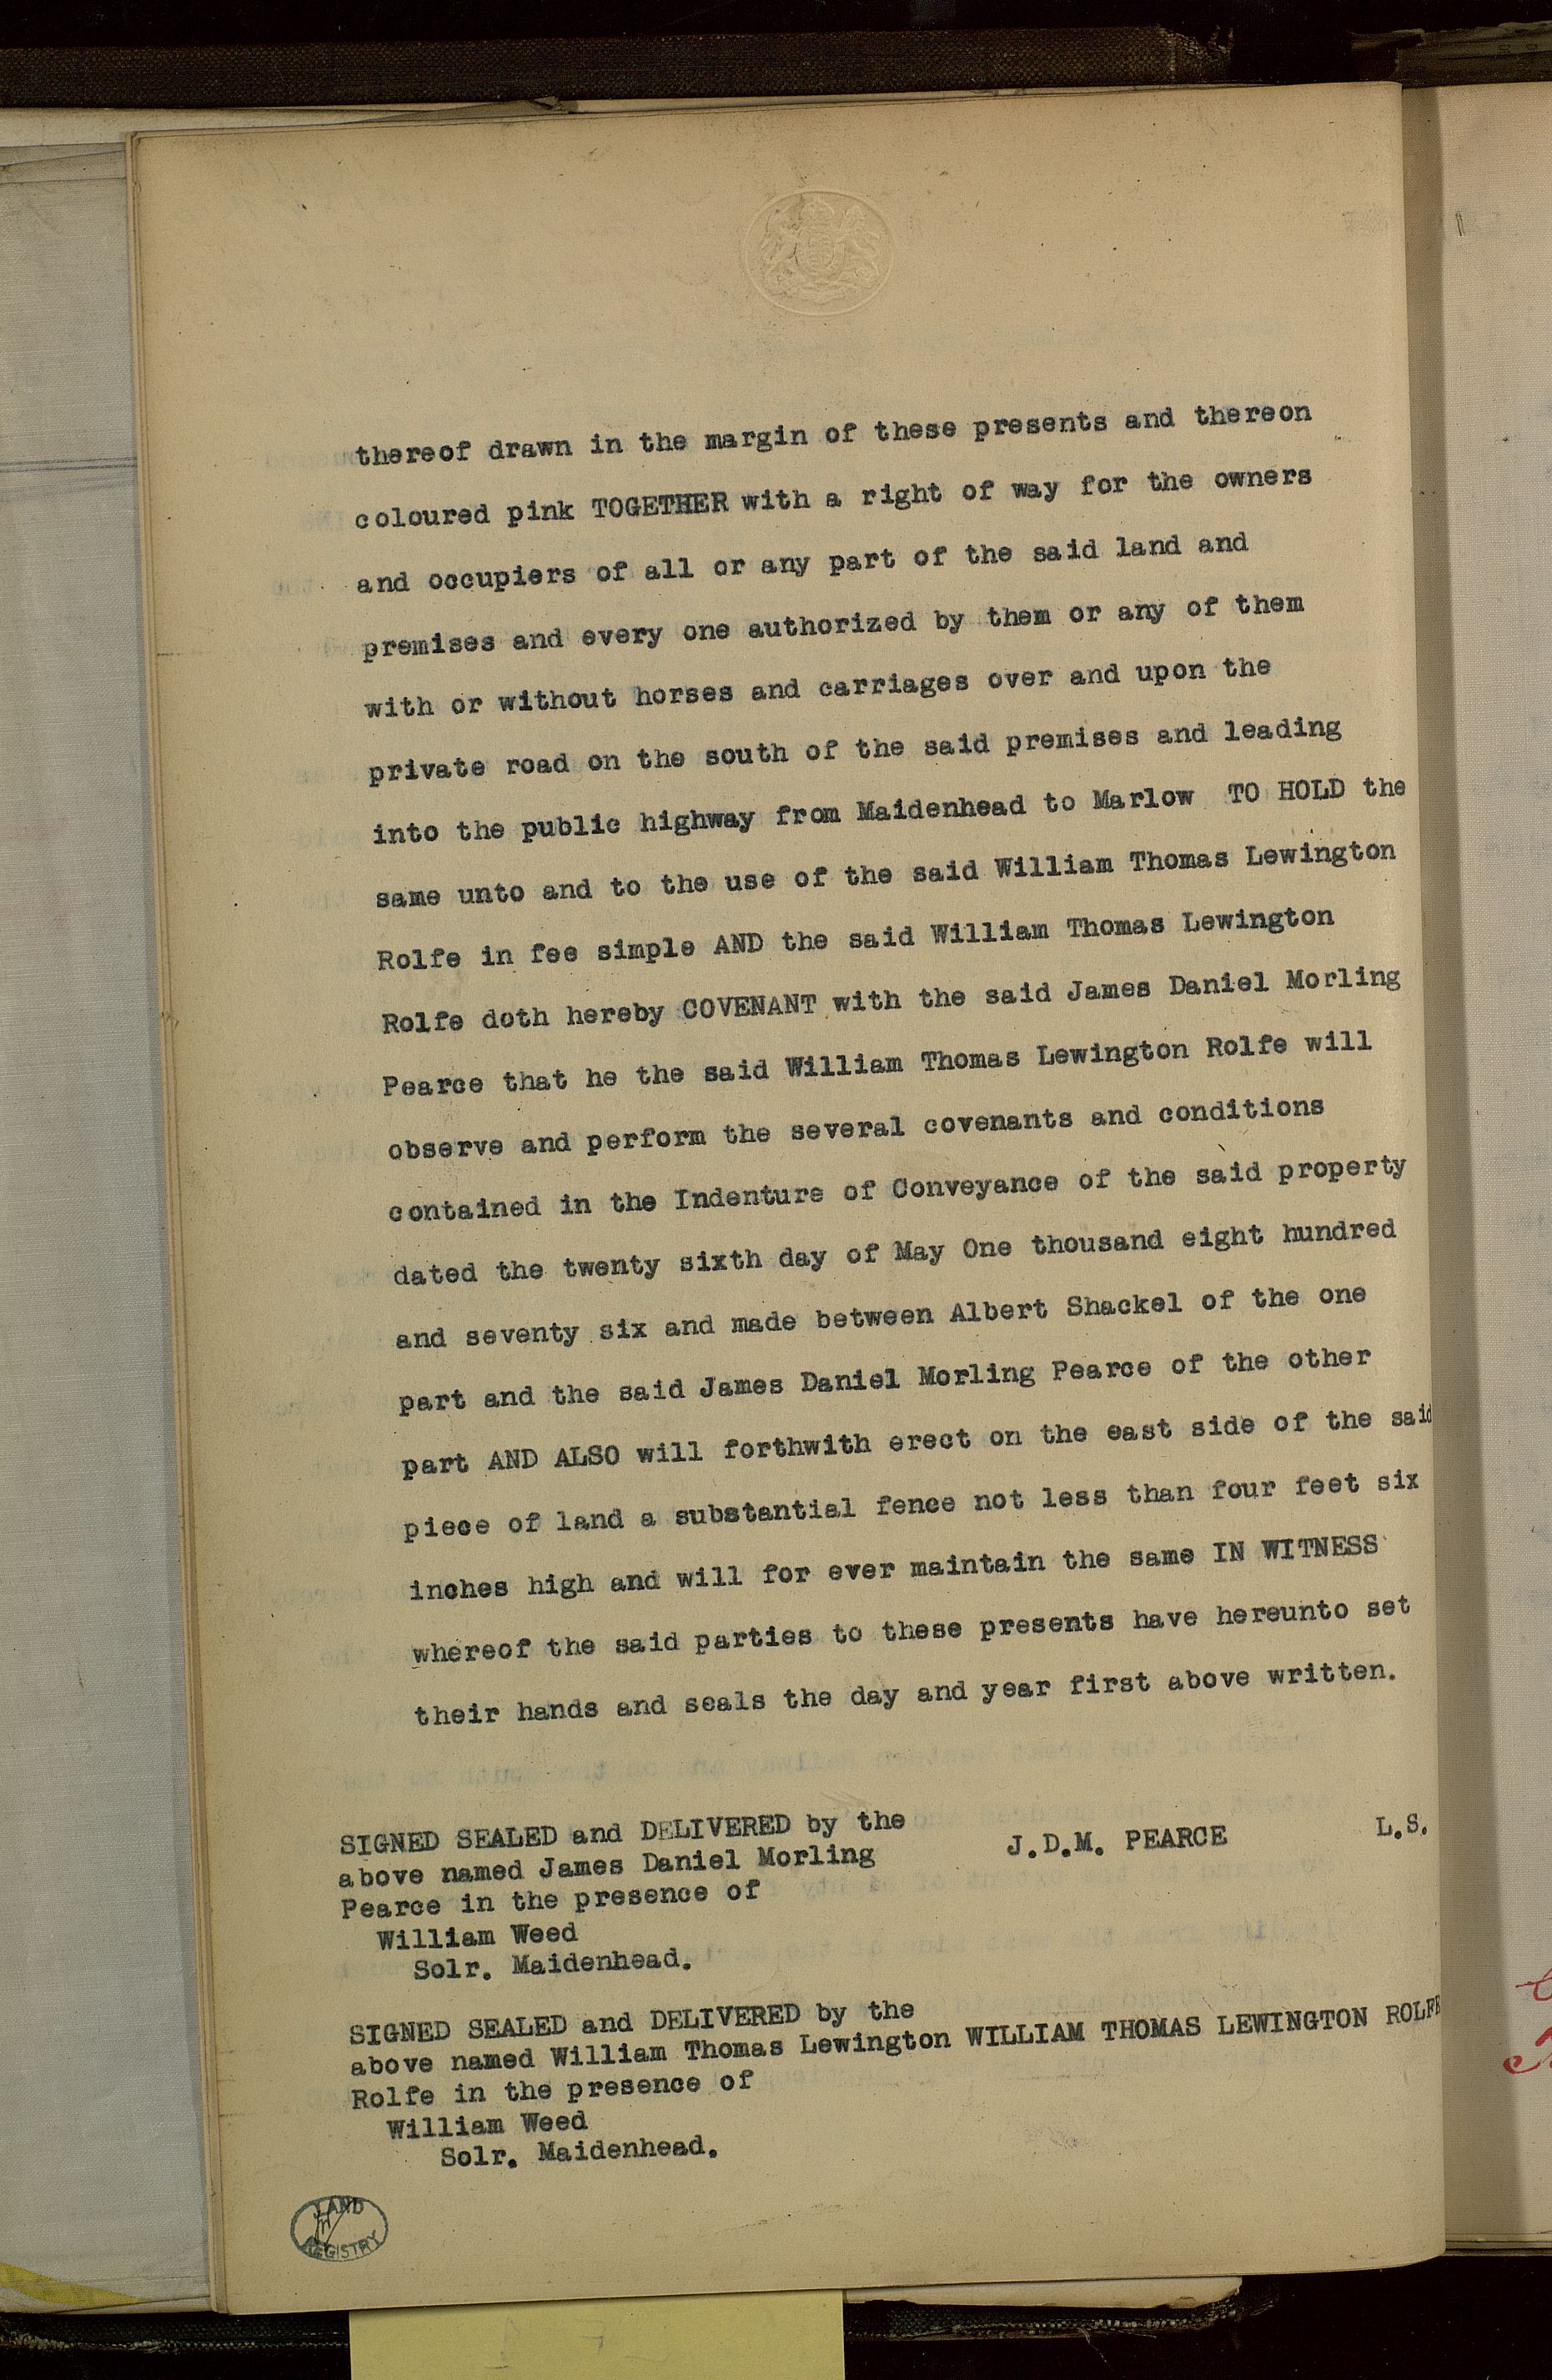 thereof drawn in the margin of these presents and thereon
coloured pink TOGETHER with a right of way for the owners
and occupiers of all or any part of the said land and
premises and every one authorized by them or any of them
with or without horses and carriages over and upon the
private road on the south of the said premises and leading
into the public highway from Maidenhead to Marlow TO HOLD the
same unto and to the use of the said William Thomas Lewington
Rolfe in fee simple AND the said William Thomas Lewington
Rolfe doth hereby COVENANT with the said James Daniel Morling
Pearce that he the said William Thomas Lewington Rolfe will
observe and perform the several covenants and conditions
contained in the Indenture of Conveyance of the said property
dated the twenty sixth day of May One thousand eight hundred
and seventy six and made between Albert Shackel of the one
part and the said James Daniel Morling Pearce of the other
part AND ALSO will forthwith erect on the east side of the said
piece of land a substantial fence not less than four feet six
inches high and will for ever maintain the same IN WITNESS
whereof the said parties to these presents have hereunto set
their hands and seals the day and year first above written.
SIGNED SEALED and DELIVERED by the
above named James Daniel Morling J.D.M. PEARCE L.S.
Pearce in the presence of
William Weed
Solr. Maidenhead.
SIGNED SEALED and DELIVERED by the
above named William Thomas Lewington WILLIAM THOMAS LEWINGTON ROLFE
Rolfe in the presence of
William Weed
Solr. Maidenhead.
LAND
REGISTRY